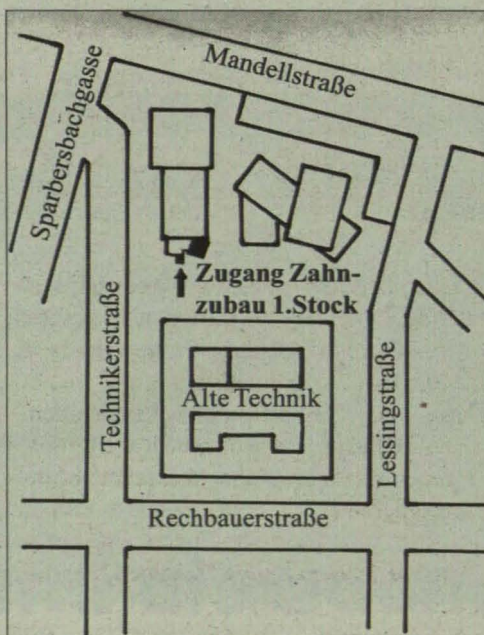 Mandellstraße
Sparbersbachgasse
Zugang Zahn-
zubau 1.Stock
Technikerstraße
Alte Technik
Lessingstraße
Rechbauerstraße